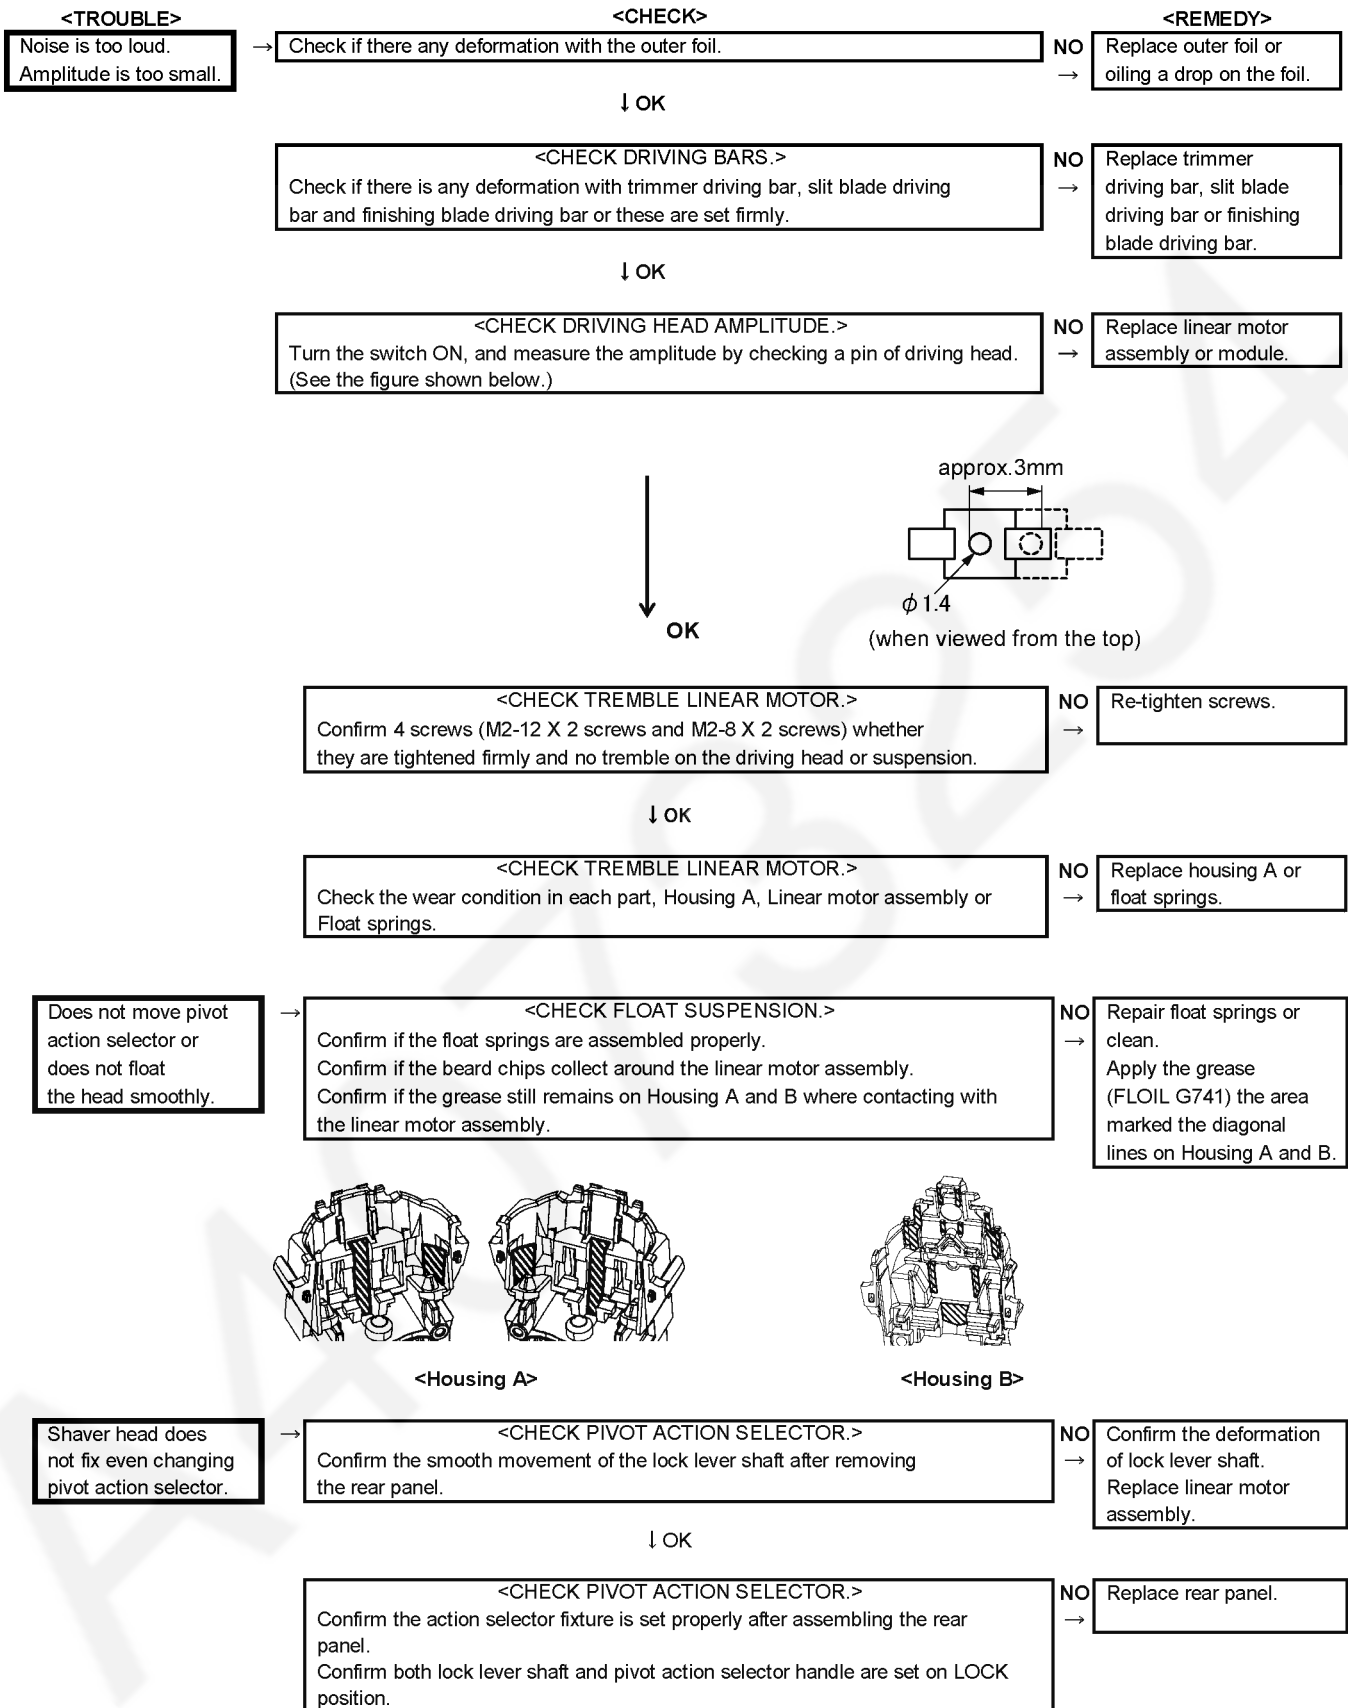 <TROUBLE>
<CHECK>
<REMEDY>
Noise is too loud.
Amplitude is too small.
→
Check if there any deformation with the outer foil.
NO
→
Replace outer foil or
oiling a drop on the foil.
↓ OK
<CHECK DRIVING BARS.>
Check if there is any deformation with trimmer driving bar, slit blade driving
bar and finishing blade driving bar or these are set firmly.
NO
→
Replace trimmer
driving bar, slit blade
driving bar or finishing
blade driving bar.
↓ OK
<CHECK DRIVING HEAD AMPLITUDE.>
Turn the switch ON, and measure the amplitude by checking a pin of driving head.
(See the figure shown below.)
NO
→
Replace linear motor
assembly or module.
approx.3mm
ϕ 1.4
(when viewed from the top)
OK
<CHECK TREMBLE LINEAR MOTOR.>
Confirm 4 screws (M2-12 X 2 screws and M2-8 X 2 screws) whether
they are tightened firmly and no tremble on the driving head or suspension.
NO
→
Re-tighten screws.
↓ OK
<CHECK TREMBLE LINEAR MOTOR.>
Check the wear condition in each part, Housing A, Linear motor assembly or
Float springs.
NO
→
Replace housing A or
float springs.
Does not move pivot
action selector or
does not float
the head smoothly.
→
<CHECK FLOAT SUSPENSION.>
Confirm if the float springs are assembled properly.
Confirm if the beard chips collect around the linear motor assembly.
Confirm if the grease still remains on Housing A and B where contacting with
the linear motor assembly.
NO
→
Repair float springs or
clean.
Apply the grease
(FLOIL G741) the area
marked the diagonal
lines on Housing A and B.
<Housing A>
<Housing B>
Shaver head does
not fix even changing
pivot action selector.
→
<CHECK PIVOT ACTION SELECTOR.>
Confirm the smooth movement of the lock lever shaft after removing
the rear panel.
NO
→
Confirm the deformation
of lock lever shaft.
Replace linear motor
assembly.
↓ OK
<CHECK PIVOT ACTION SELECTOR.>
Confirm the action selector fixture is set properly after assembling the rear
panel.
Confirm both lock lever shaft and pivot action selector handle are set on LOCK
position.
NO
→
Replace rear panel.
A4073254